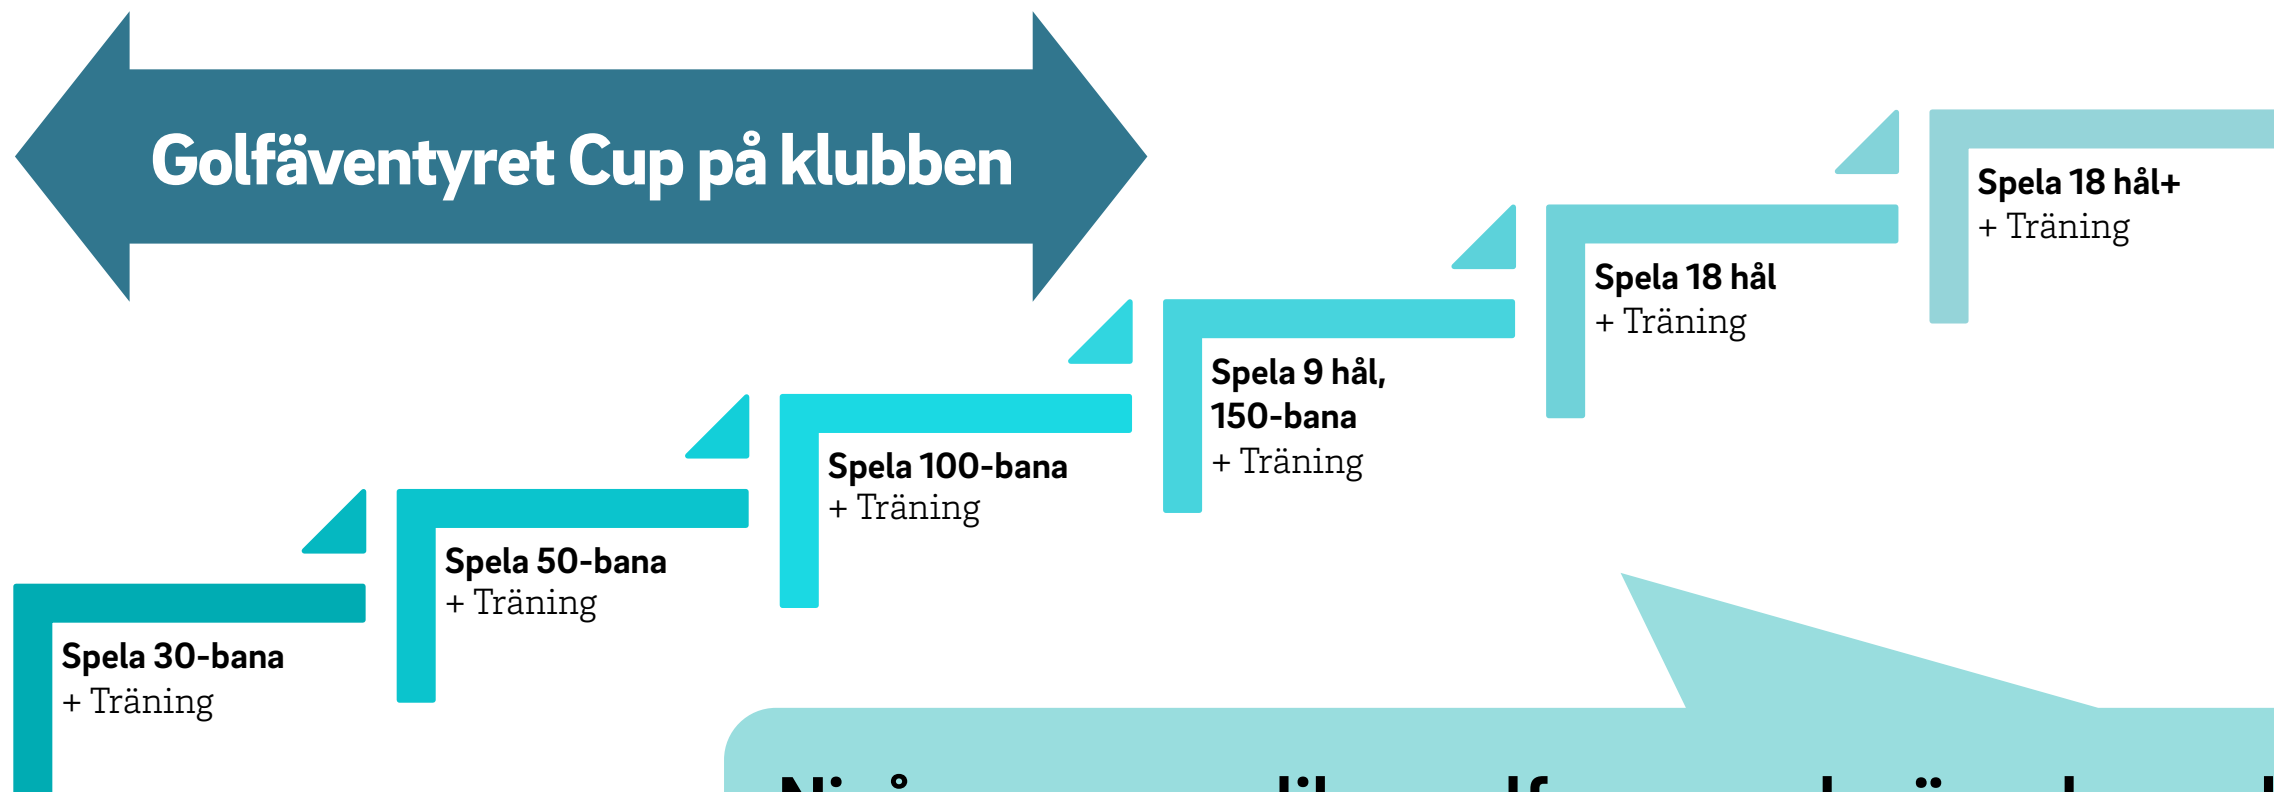 Golfäventyret Cup på klubben
Spela 30-bana
+ Träning
Spela 50-bana
+ Träning
Spela 100-bana
+ Träning
Spela 9 hål,
150-bana
+ Träning
Spela 18 hål
+ Träning
Spela 18 hål+
+ Träning